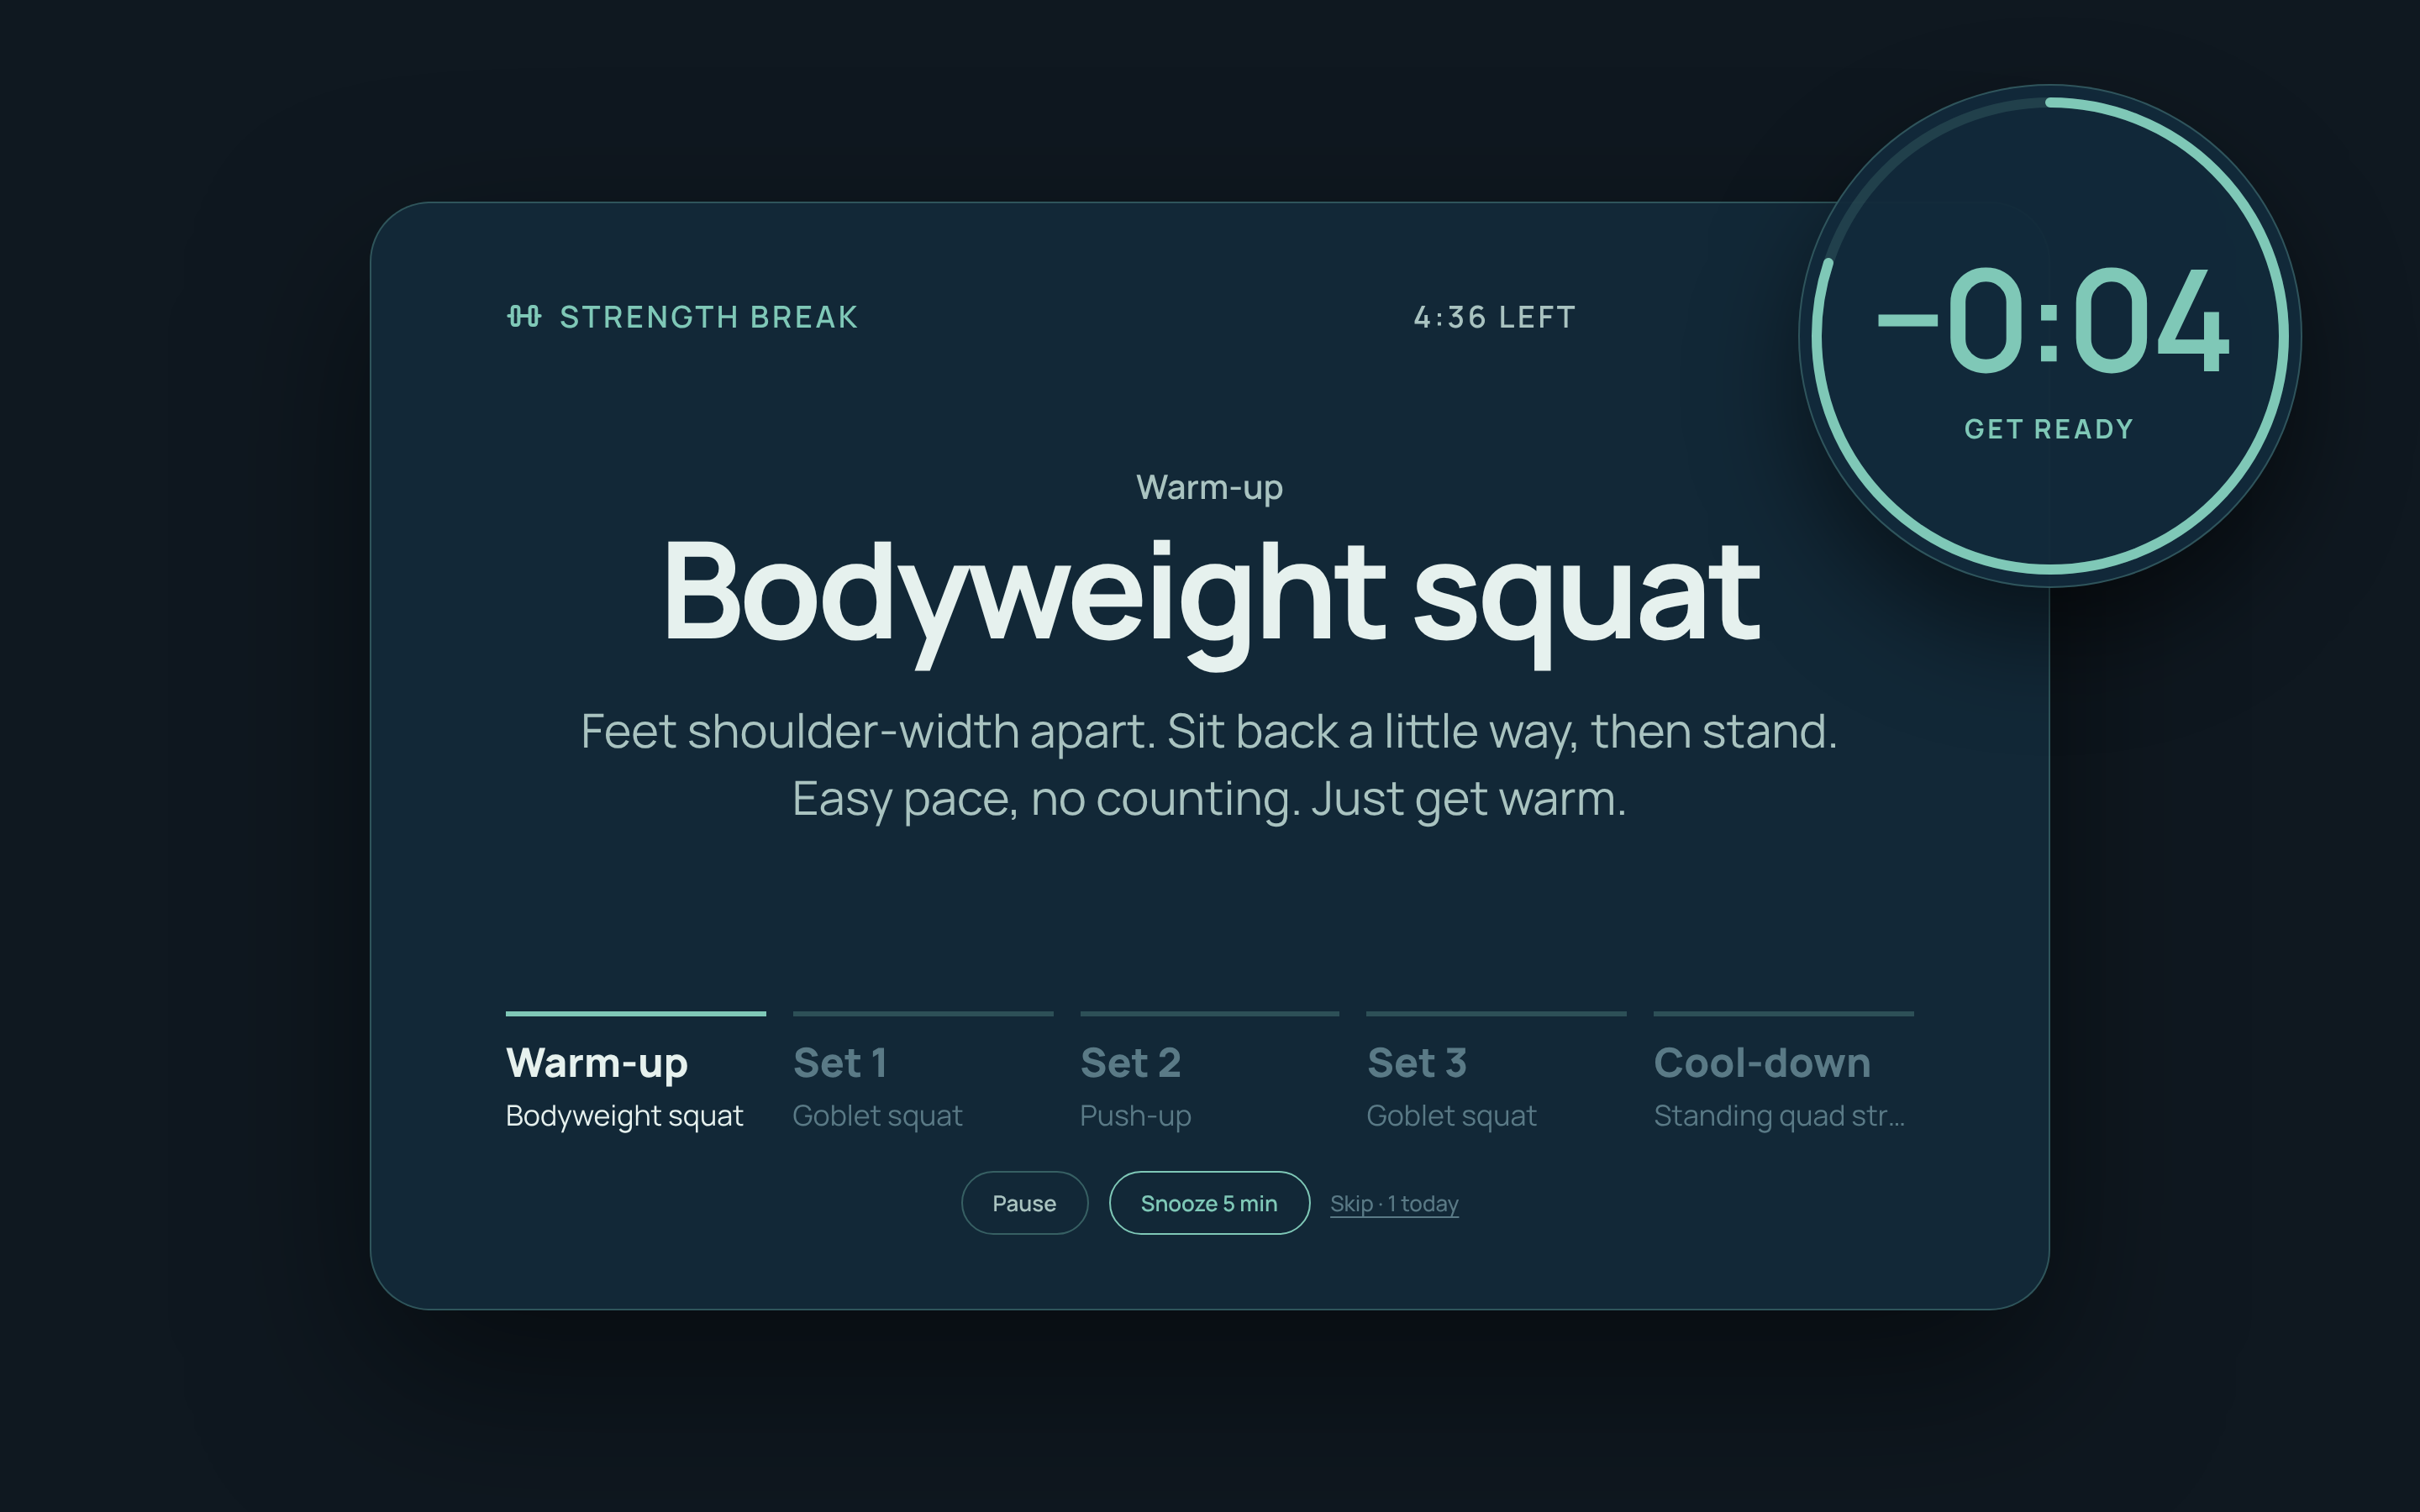 STRENGTH BREAK
4:36 LEFT
−0:04
GET READY
Warm-up
Bodyweight squat
Feet shoulder-width apart. Sit back a little way, then stand.
Easy pace, no counting. Just get warm.
Warm-up
Bodyweight squat
Set 1
Goblet squat
Set 2
Push-up
Set 3
Goblet squat
Cool-down
Standing quad str...
Pause
Snooze 5 min
Skip · 1 today